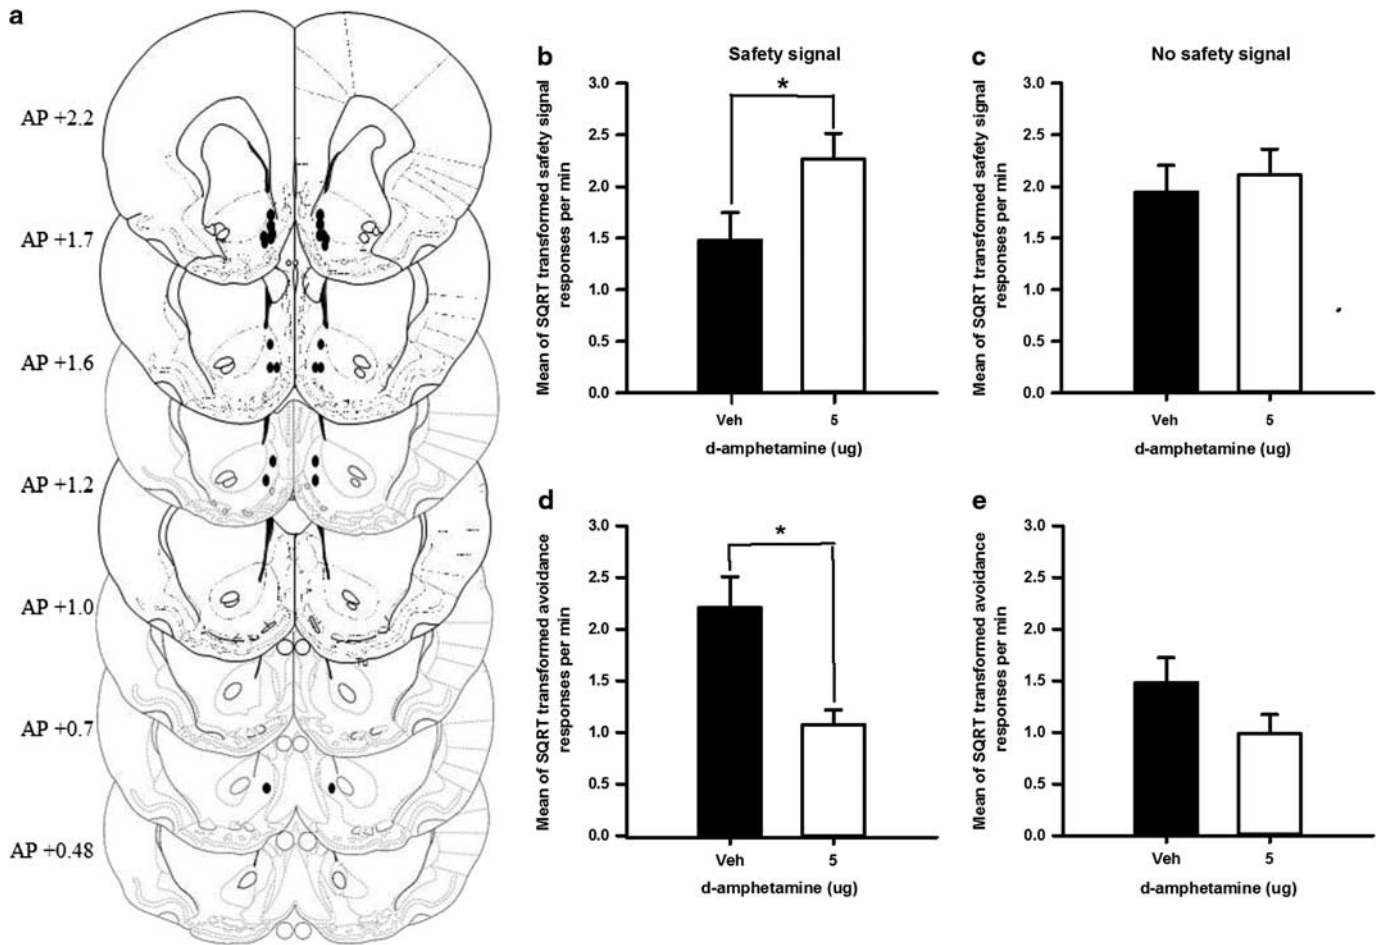 a
AP +2.2
AP +1.7
AP +1.6
AP +1.2
AP +1.0
AP +0.7
AP +0.48
Tu
b
Safety signal
Mean of SQRT transformed safety signal
responses per min
3.0
2.5
2.0
1.5
1.0
0.5
0.0
*
Veh
5
d-amphetamine (ug)
c
No safety signal
Mean of SQRT transformed safety signal
responses per min
3.0
2.5
2.0
1.5
1.0
0.5
0.0
Veh
5
d-amphetamine (ug)
d
Mean of SQRT transformed avoidance
responses per min
3.0
2.5
2.0
1.5
1.0
0.5
0.0
*
Veh
5
d-amphetamine (ug)
e
Mean of SQRT transformed avoidance
responses per min
3.0
2.5
2.0
1.5
1.0
0.5
0.0
Veh
5
d-amphetamine (ug)